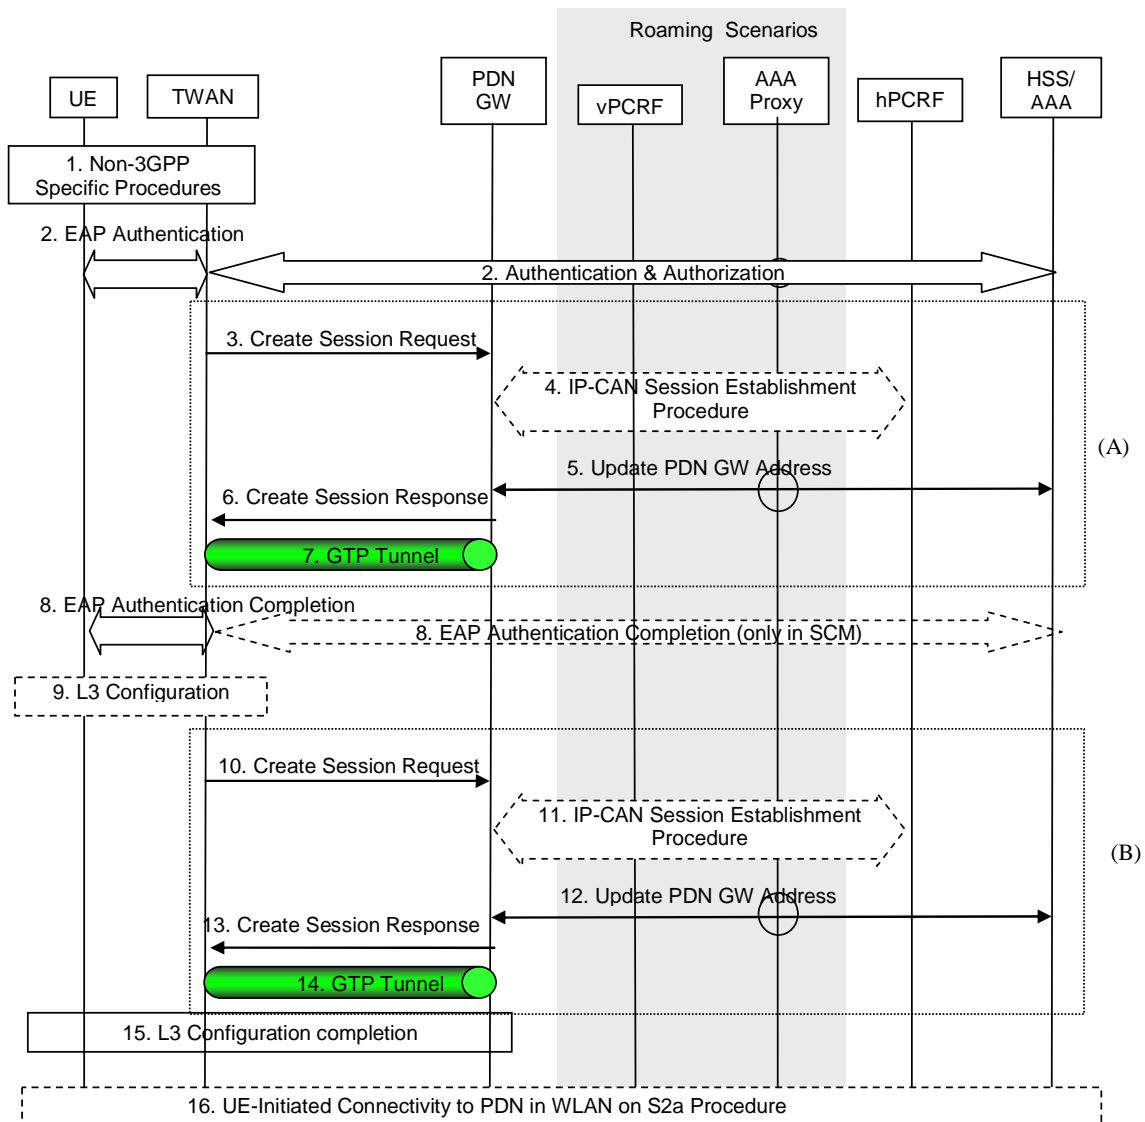 Roaming Scenarios
UE
TWAN
PDN
GW
vPCRF
AAA
Proxy
hPCRF
HSS/
AAA
1. Non-3GPP
Specific Procedures
2. EAP Authentication
2. Authentication & Authorization
3. Create Session Request
4. IP-CAN Session Establishment
Procedure
(A)
5. Update PDN GW Address
6. Create Session Response
7. GTP Tunnel
8. EAP Authentication Completion
8. EAP Authentication Completion (only in SCM)
9. L3 Configuration
10. Create Session Request
11. IP-CAN Session Establishment
Procedure
(B)
12. Update PDN GW Address
13. Create Session Response
14. GTP Tunnel
15. L3 Configuration completion
16. UE-Initiated Connectivity to PDN in WLAN on S2a Procedure